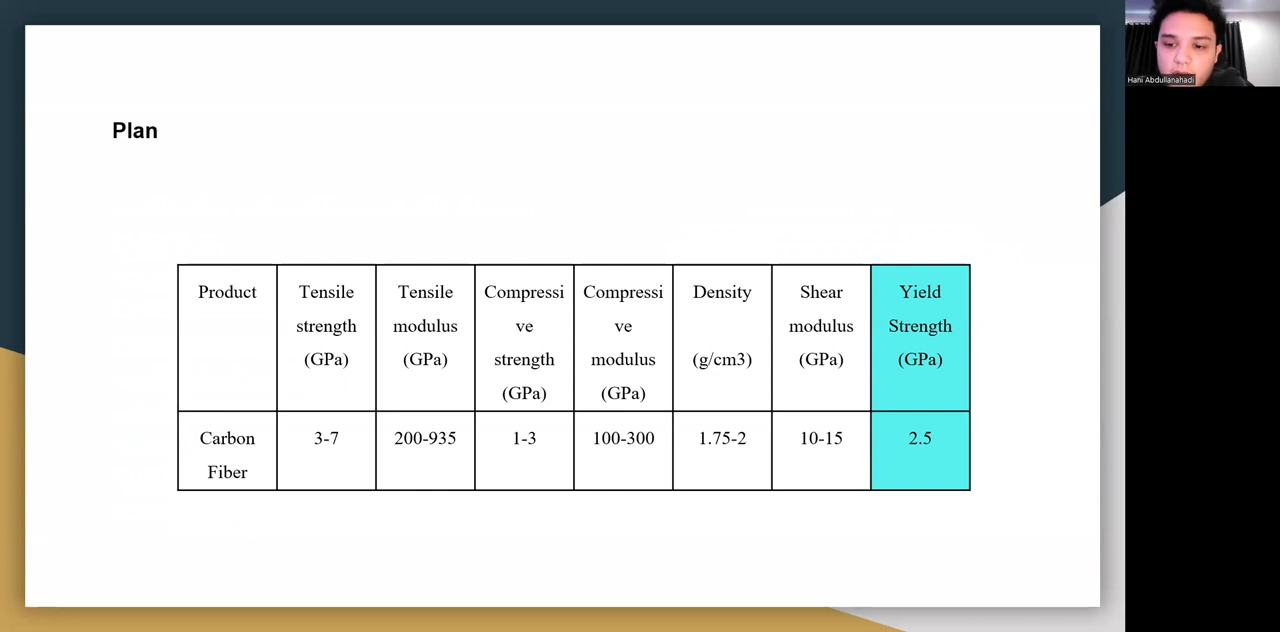 Hani Abdullanahadi
Plan
Product
Tensile
strength
(GPa)
Tensile
modulus
(GPa)
Compressi
ve
strength
(GPa)
Compressi
ve
modulus
(GPa)
Density
(g/cm3)
Shear
modulus
(GPa)
Yield
Strength
(GPa)
Carbon
Fiber
3-7
200-935
1-3
100-300
1.75-2
10-15
2.5